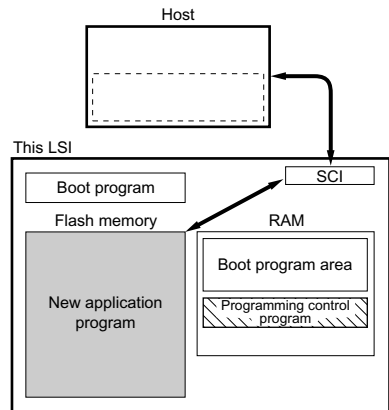 Host
This LSI
SCI
Boot program
Flash memory
RAM
Boot program area
New application
program
Programming control
program